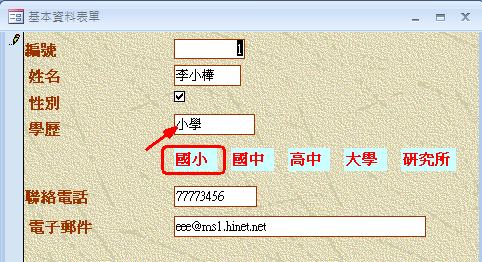 基本資料表單
編號 1
姓名 李小樺
性別
學歷 小學
國小 國中 高中 大學 研究所
聯絡電話 77773456
電子郵件 eee@ms1.hinet.net